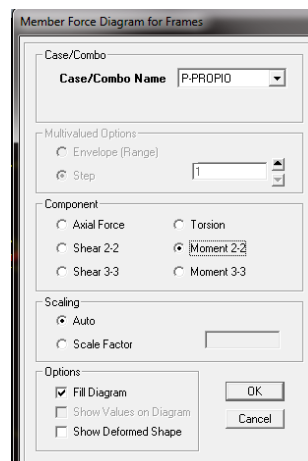 Member Force Diagram for Frames
Case/Combo
Case/Combo Name P-PROPIO
Multivalued Options
Envelope (Range)
Step 1
Component
Axial Force Torsion
Shear 2-2 Moment 2-2
Shear 3-3 Moment 3-3
Scaling
Auto
Scale Factor
Options
Fill Diagram OK
Show Values on Diagram
Cancel
Show Deformed Shape